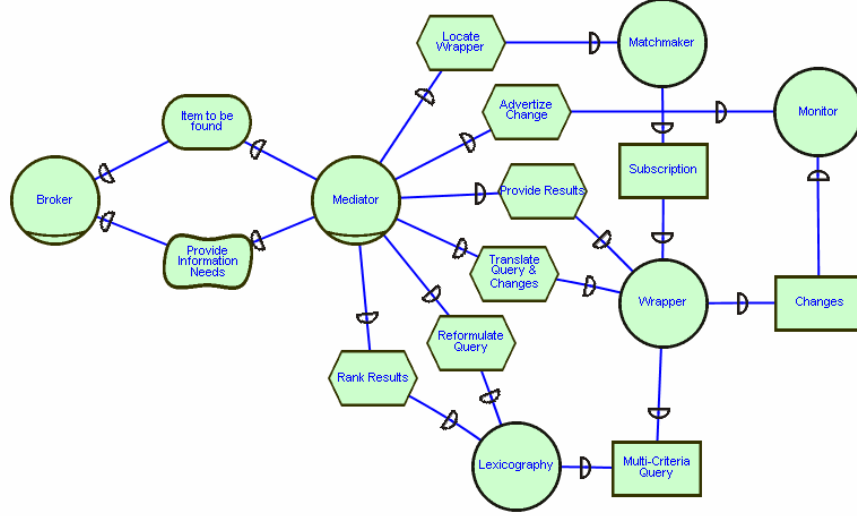 Locate
Wrapper
Matchmaker
Advertize
Change
Monitor
Item to be
found
Broker
Mediator
Provide Results
Subscription
Provide
Information
Needs
Translate
Query &
Changes
Wrapper
Changes
Reformulate
Query
Rank Results
Lexicography
Multi-Criteria
Query